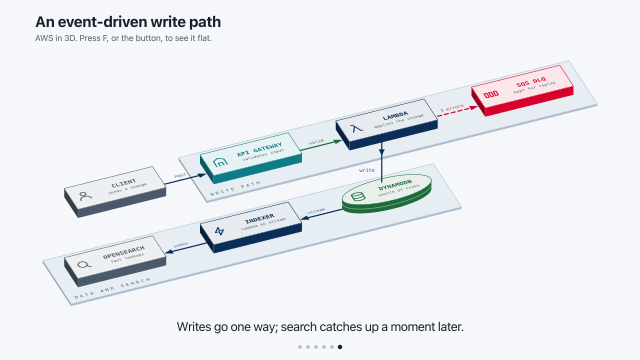 An event-driven write path
AWS in 3D. Press F, or the button, to see it flat.
SQS DLQ
kept for replay
3 errors
LAMBDA
applies the change
valid
API GATEWAY
validates input
POST
CLIENT
sends a change
WRITE PATH
write
DYNAMODB
source of truth
stream
INDEXER
lambda on stream
index
OPENSEARCH
fast lookups
DATA AND SEARCH
Writes go one way; search catches up a moment later.